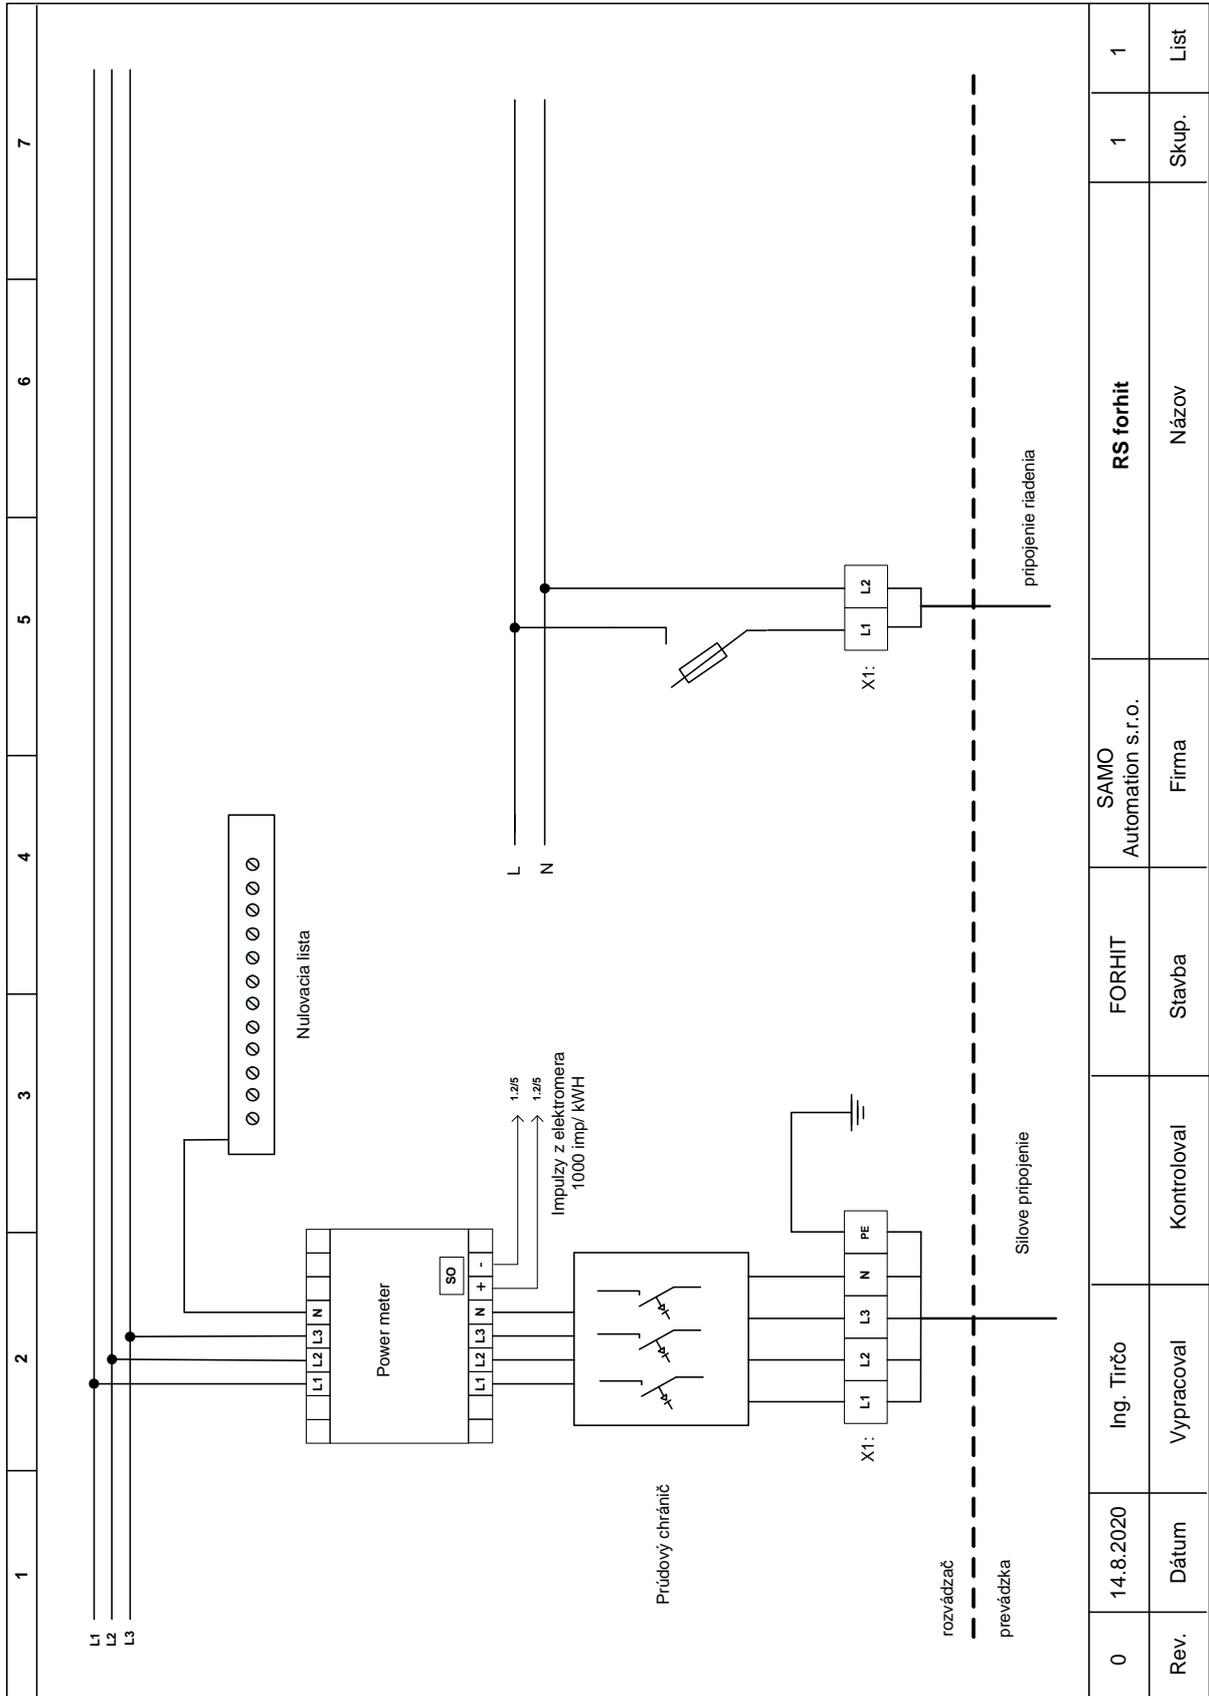 1 2 3 4 5 6 7
L1
L2
L3
Nulovacia lista
L1 L2 L3 N
Power meter
SO
L1 L2 L3 N + -
1.2/5
1.2/5
Impulzy z elektromera
1000 imp/ kWH
L
N
Prúdový chránič
X1: L1 L2 L3 N PE
X1: L1 L2
rozvádzač
prevádzka
Silove pripojenie
pripojenie riadenia
0 14.8.2020 Ing. Tirčo FORHIT SAMO
Automation s.r.o. RS forhit 1 1
Rev. Dátum Vypracoval Kontroloval Stavba Firma Názov Skup. List